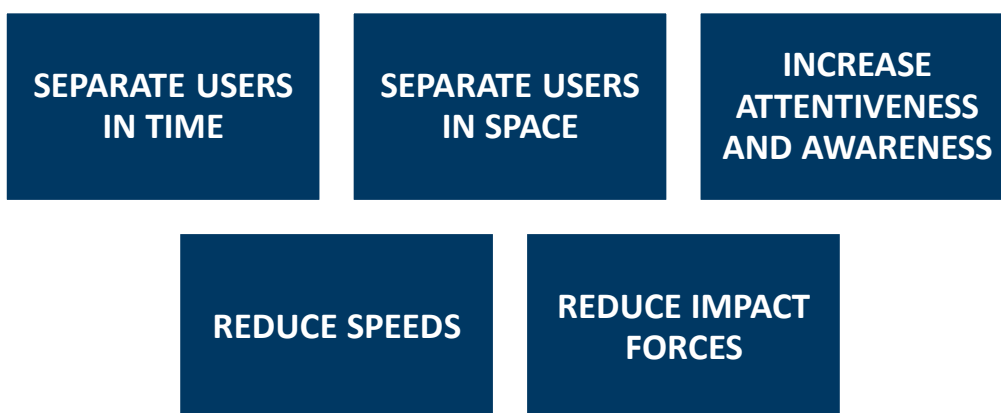 SEPARATE USERS
IN TIME
SEPARATE USERS
IN SPACE
INCREASE
ATTENTIVENESS
AND AWARENESS
REDUCE SPEEDS
REDUCE IMPACT
FORCES